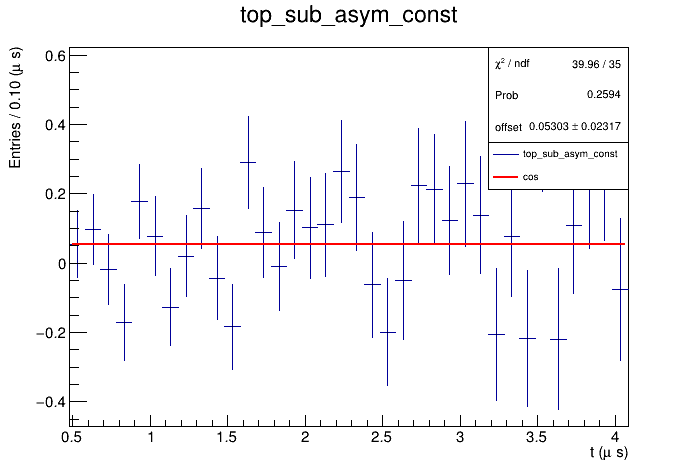 top_sub_asym_const
Entries / 0.10 (μ s)
χ² / ndf 39.96 / 35
Prob 0.2594
offset 0.05303 ± 0.02317
top_sub_asym_const
cos
0.6
0.4
0.2
0
−0.2
−0.4
0.5 1 1.5 2 2.5 3 3.5 4
t (μ s)